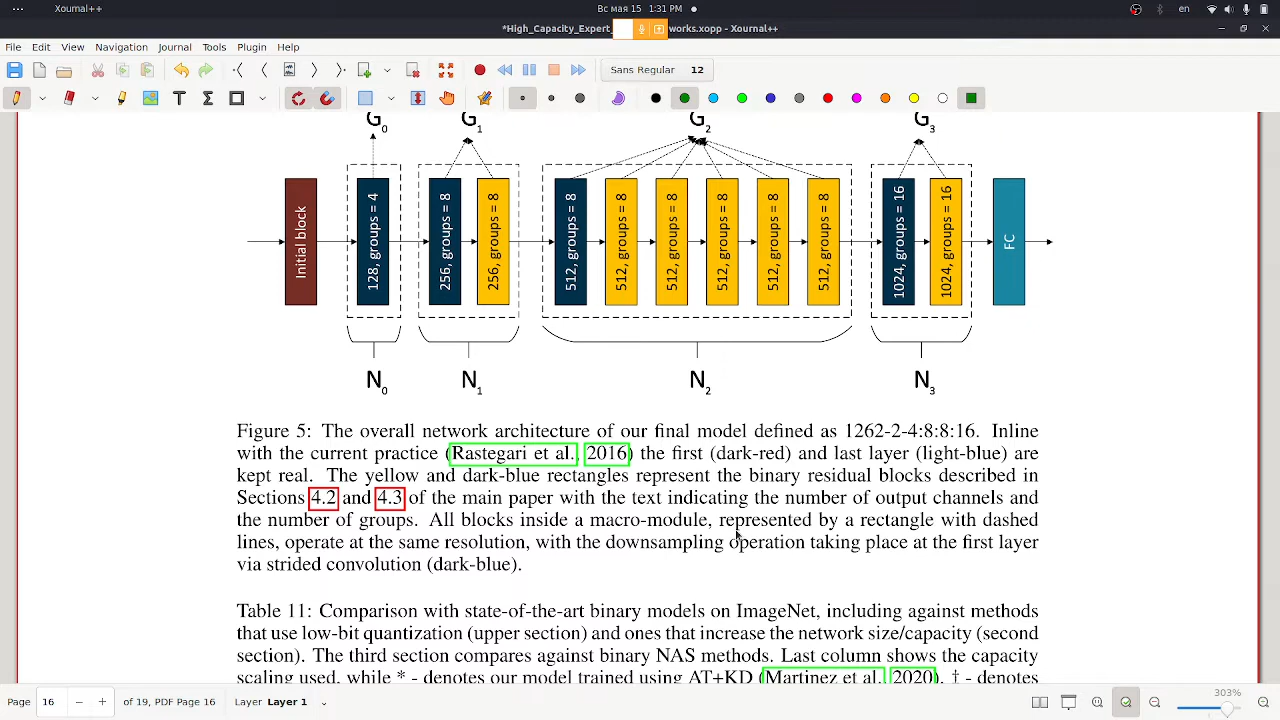 Xournal++
Вс мая 15 1:31 PM
en
*High_Capacity_Expert_ works.xopp - Xournal++
File Edit View Navigation Journal Tools Plugin Help
Sans Regular 12
G0 G1 G2 G3
Initial block
128, groups = 4
256, groups = 8
256, groups = 8
512, groups = 8
512, groups = 8
512, groups = 8
512, groups = 8
512, groups = 8
512, groups = 8
1024, groups = 16
1024, groups = 16
FC
N0 N1 N2 N3
Figure 5: The overall network architecture of our final model defined as 1262-2-4:8:8:16. Inline
with the current practice (Rastegari et al., 2016) the first (dark-red) and last layer (light-blue) are
kept real. The yellow and dark-blue rectangles represent the binary residual blocks described in
Sections 4.2 and 4.3 of the main paper with the text indicating the number of output channels and
the number of groups. All blocks inside a macro-module, represented by a rectangle with dashed
lines, operate at the same resolution, with the downsampling operation taking place at the first layer
via strided convolution (dark-blue).
Table 11: Comparison with state-of-the-art binary models on ImageNet, including against methods
that use low-bit quantization (upper section) and ones that increase the network size/capacity (second
section). The third section compares against binary NAS methods. Last column shows the capacity
scaling used, while * - denotes our model trained using AT+KD (Martinez et al., 2020). † - denotes
Page 16 of 19, PDF Page 16 Layer Layer 1 303%